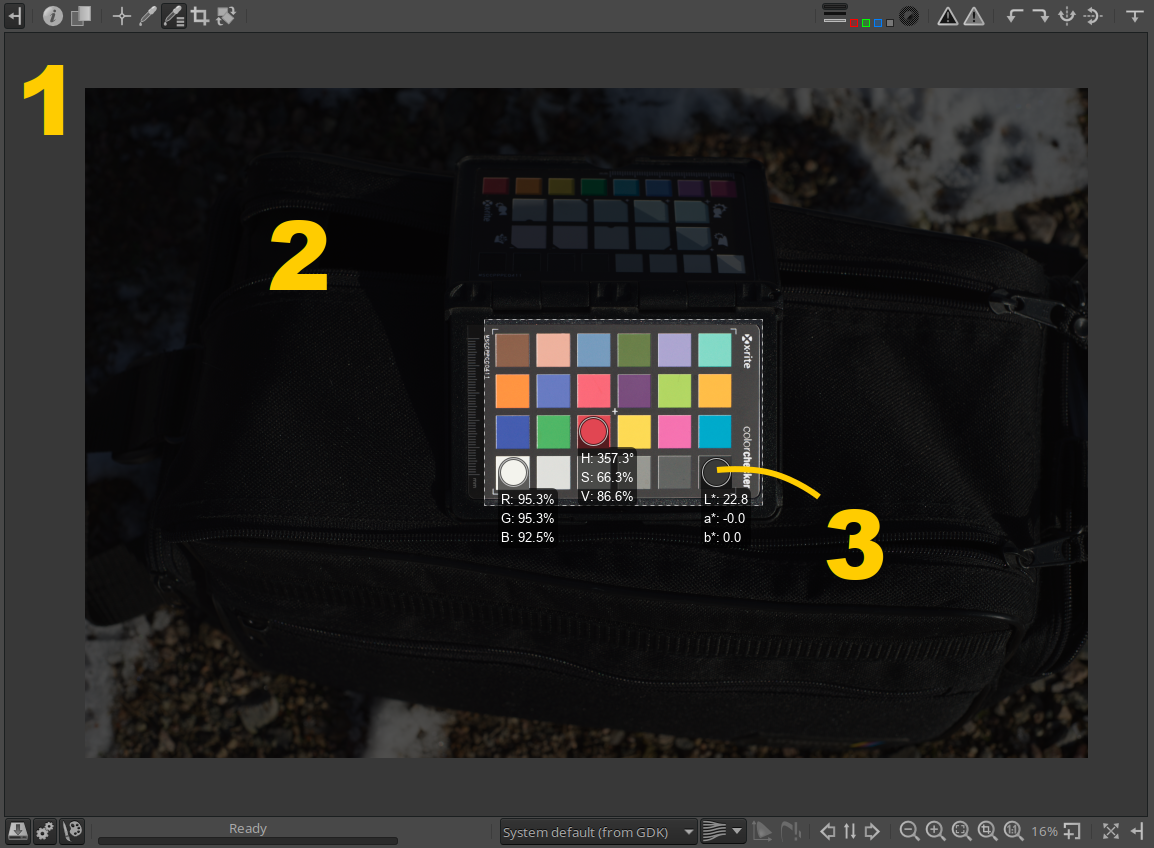 1
2
x-rite
colorchecker
H: 357.3°
S: 66.3%
V: 86.6%
R: 95.3%
G: 95.3%
B: 92.5%
L*: 22.8
a*: -0.0
b*: 0.0
3
Ready
System default (from GDK)
16%